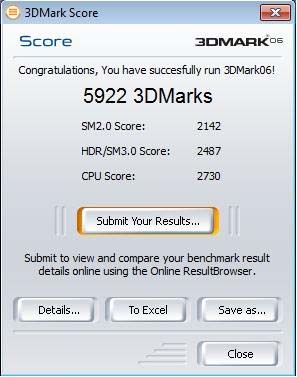 3DMark Score
Score 3DMARK®06
Congratulations, You have succesfully run 3DMark06!
5922 3DMarks
SM2.0 Score: 2142
HDR/SM3.0 Score: 2487
CPU Score: 2730
Submit Your Results...
Submit to view and compare your benchmark result
details online using the Online ResultBrowser.
Details... To Excel Save as...
Close